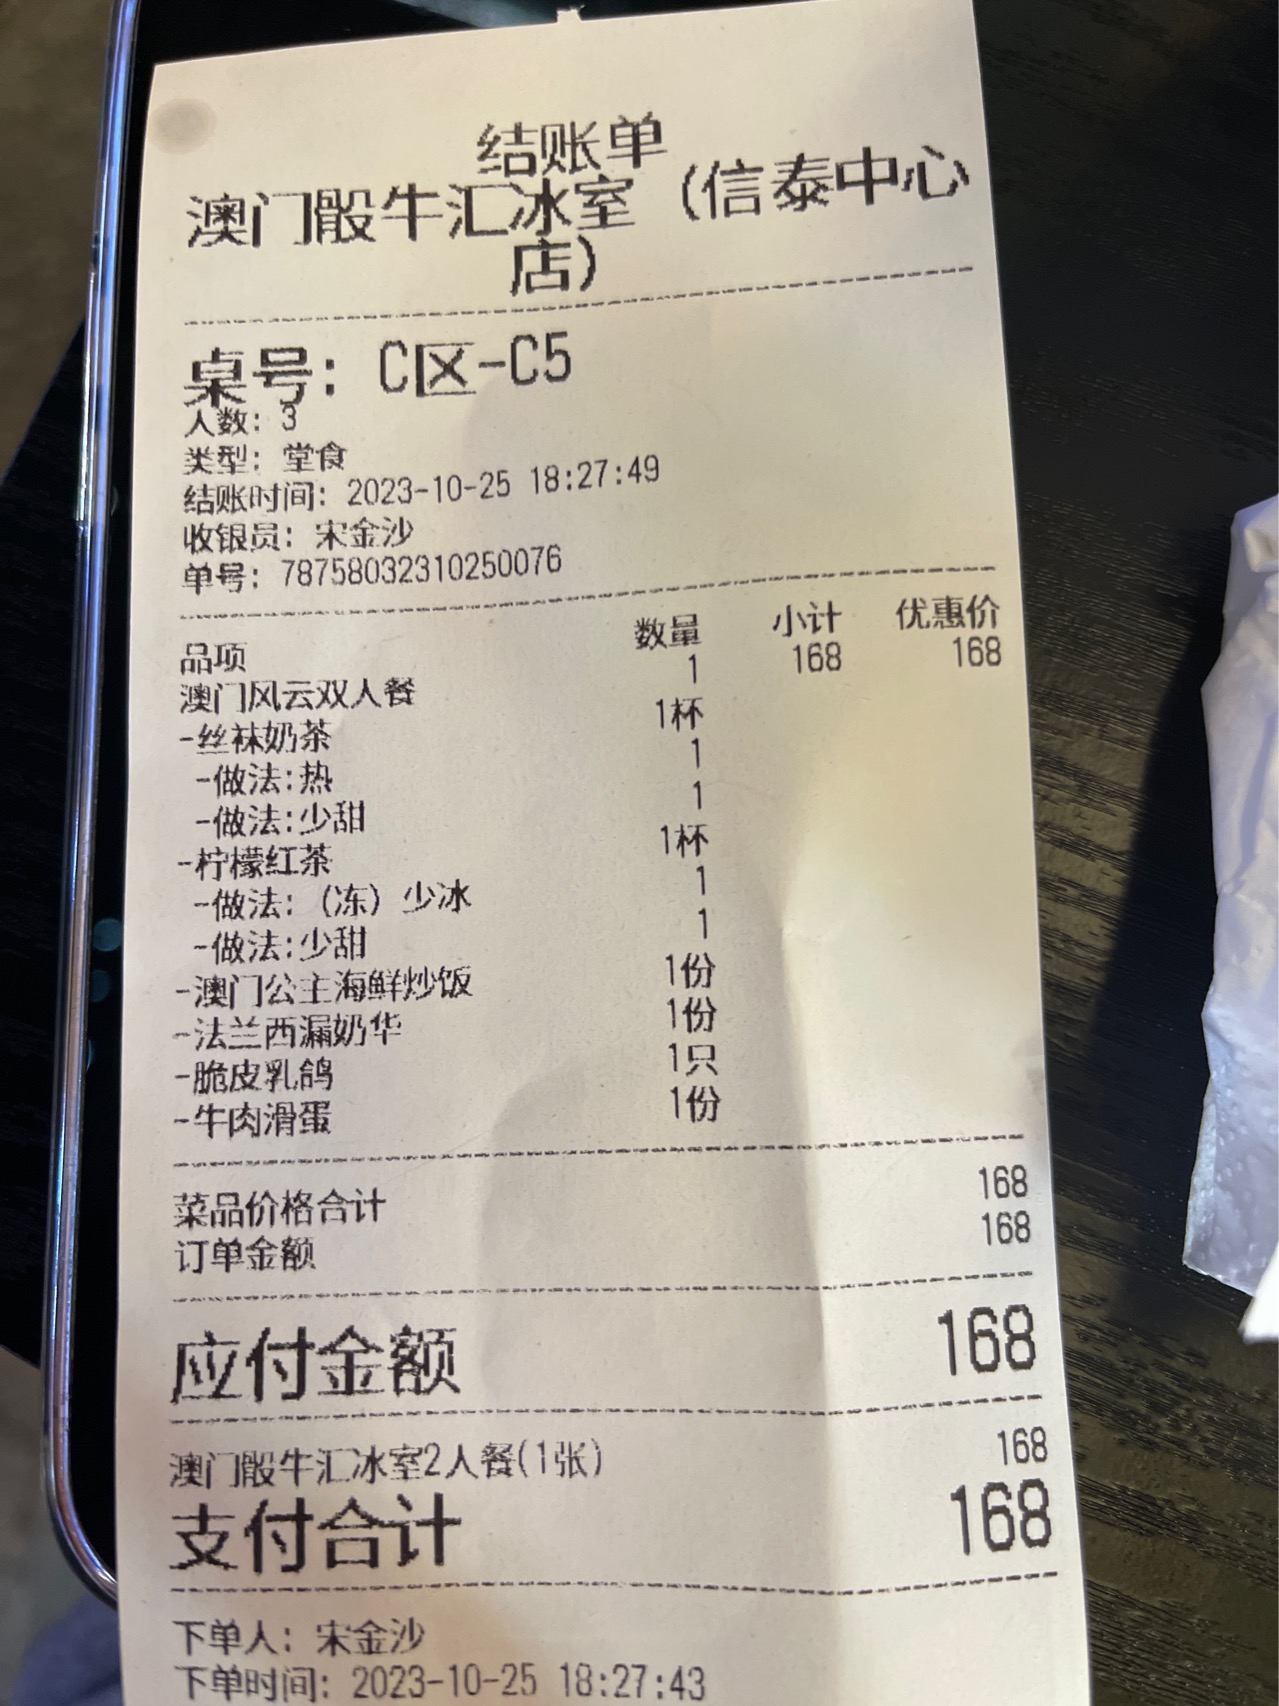 结账单
澳门骰牛汇冰室（信泰中心
店）
桌号：C区-C5
人数：3
类型：堂食
结账时间：2023-10-25 18:27:49
收银员：宋金沙
单号：78758032310250076
品项 数量 小计 优惠价
澳门风云双人餐 1 168 168
-丝袜奶茶 1杯
-做法:热 1
-做法:少甜 1
-柠檬红茶 1杯
-做法:（冻）少冰 1
-做法:少甜 1
-澳门公主海鲜炒饭 1份
-法兰西漏奶华 1份
-脆皮乳鸽 1只
-牛肉滑蛋 1份
菜品价格合计 168
订单金额 168
应付金额 168
澳门骰牛汇冰室2人餐(1张) 168
支付合计 168
下单人：宋金沙
下单时间：2023-10-25 18:27:43